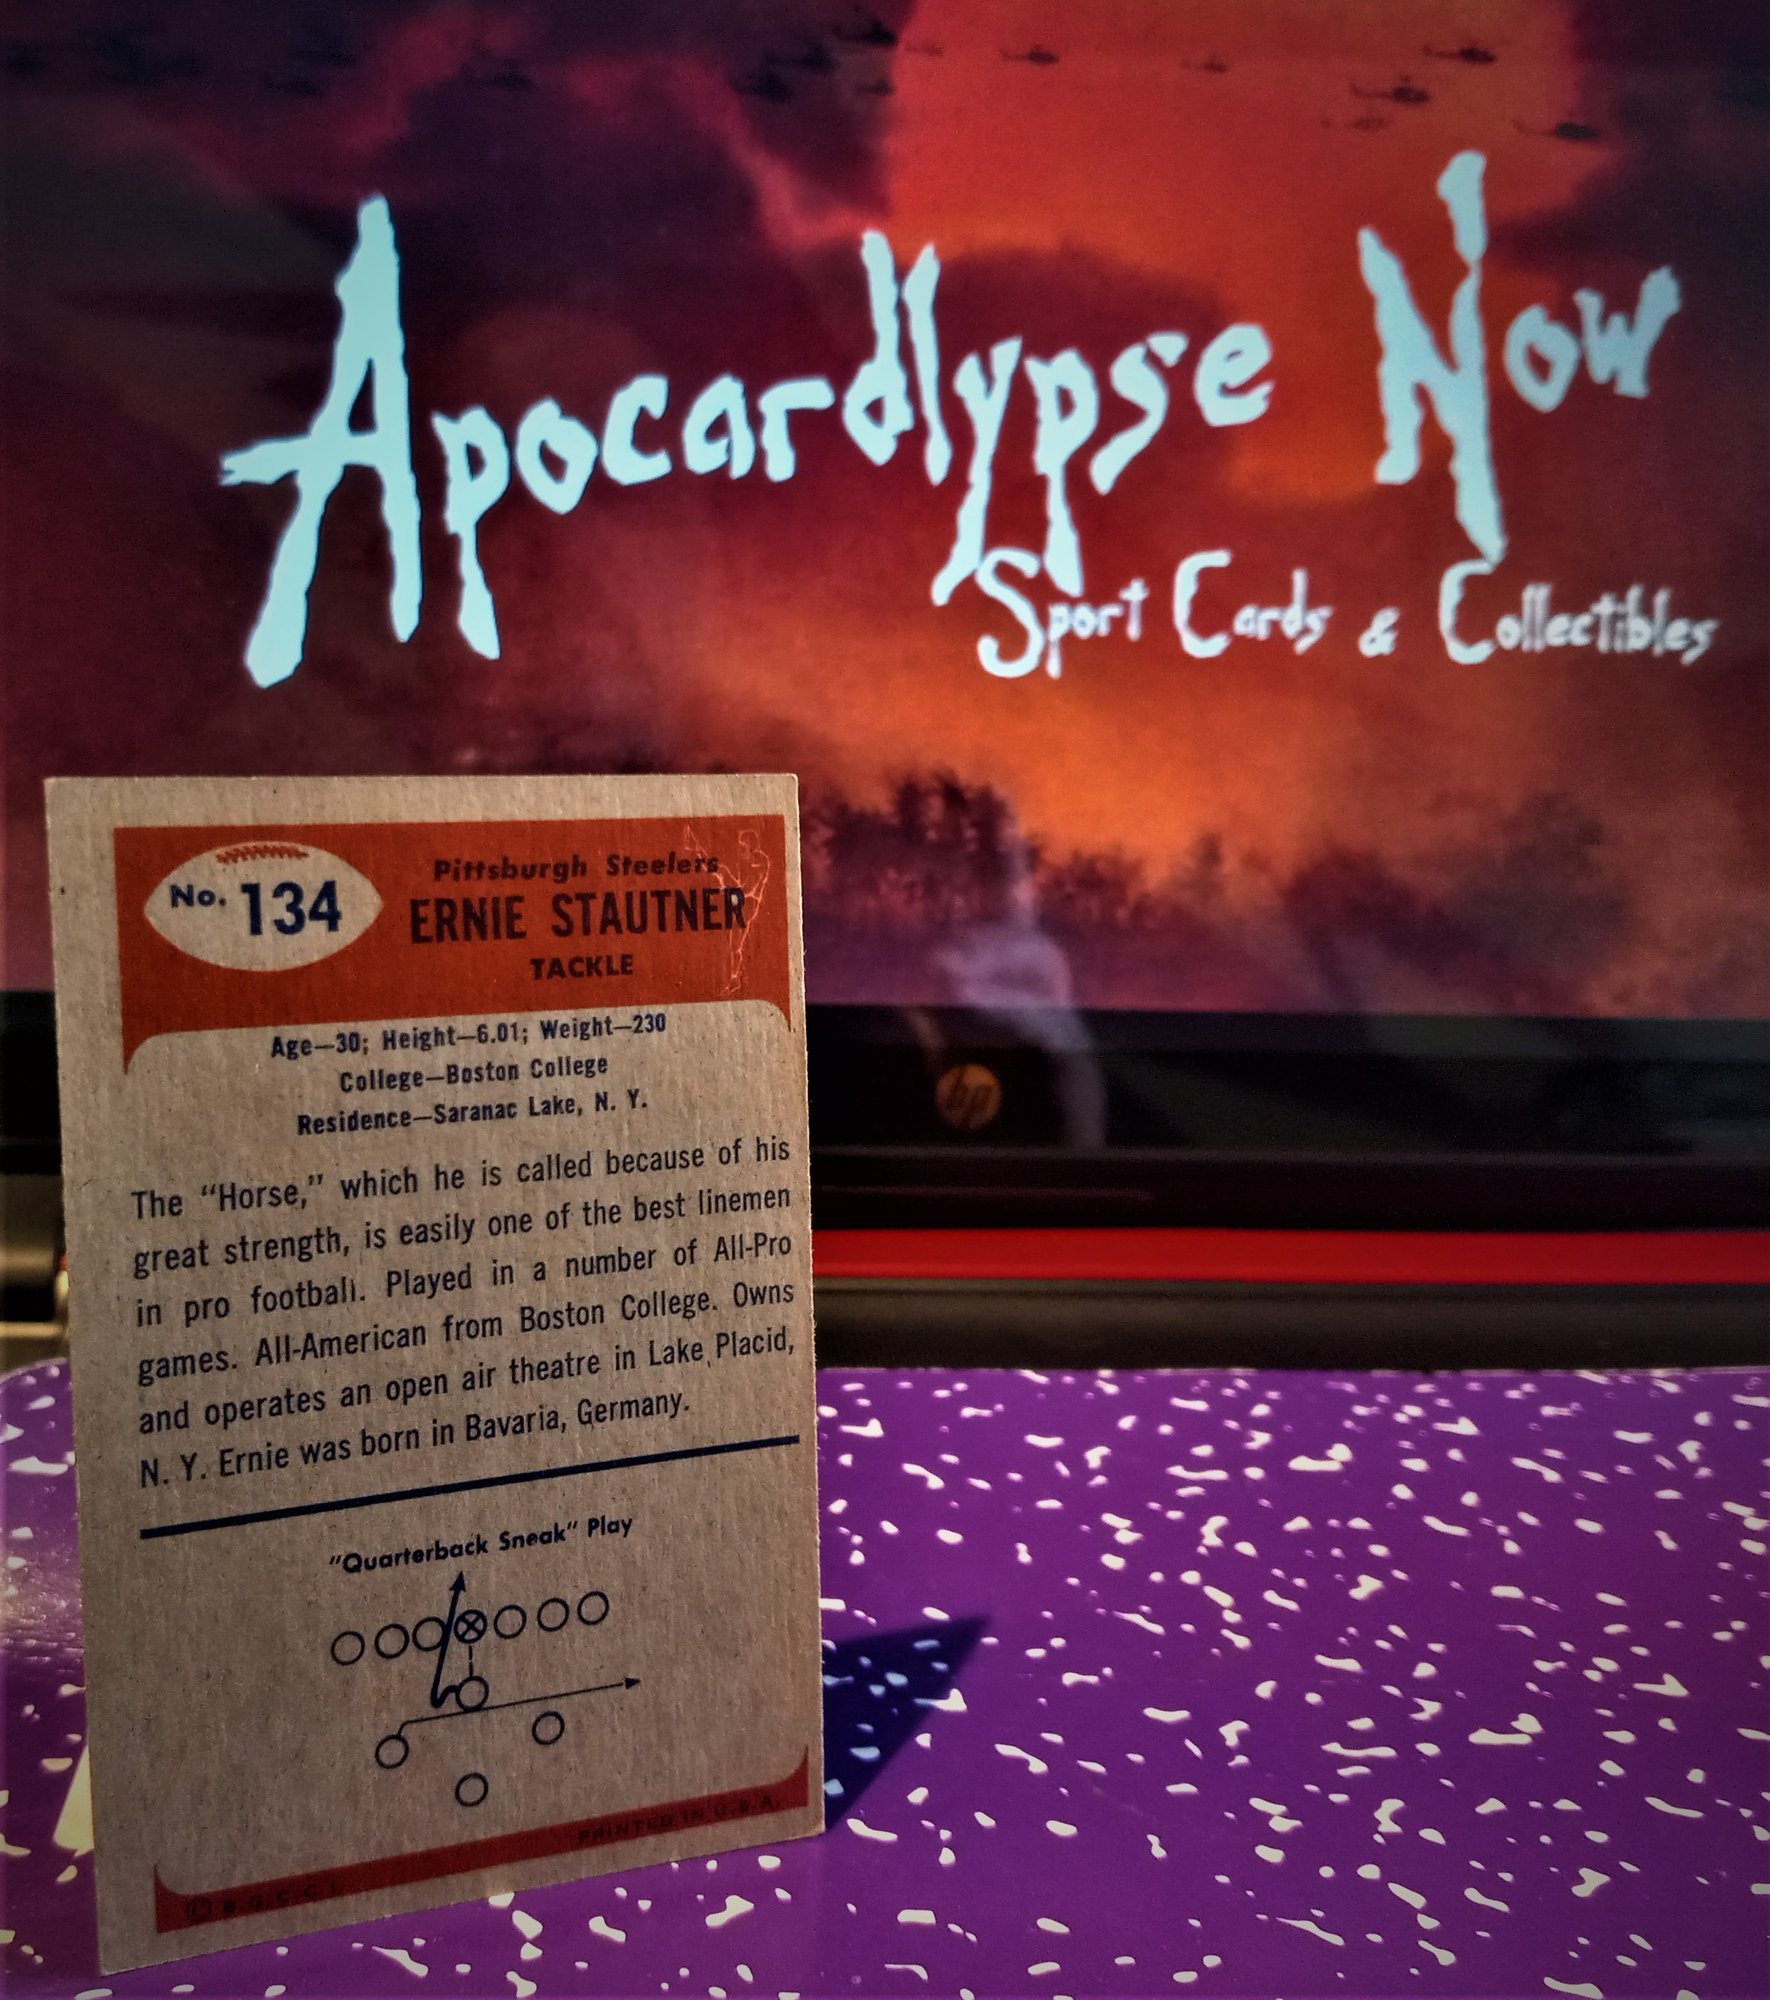 Apocardlypse Now
Sport Cards & Collectibles
No. 134
Pittsburgh Steelers
ERNIE STAUTNER
TACKLE
Age—30; Height—6.01; Weight—230
College—Boston College
Residence—Saranac Lake, N. Y.
The “Horse,” which he is called because of his
great strength, is easily one of the best linemen
in pro football. Played in a number of All-Pro
games. All-American from Boston College. Owns
and operates an open air theatre in Lake Placid,
N. Y. Ernie was born in Bavaria, Germany.
"Quarterback Sneak" Play
© B.G.C.C.I.
PRINTED IN U.S.A.
hp